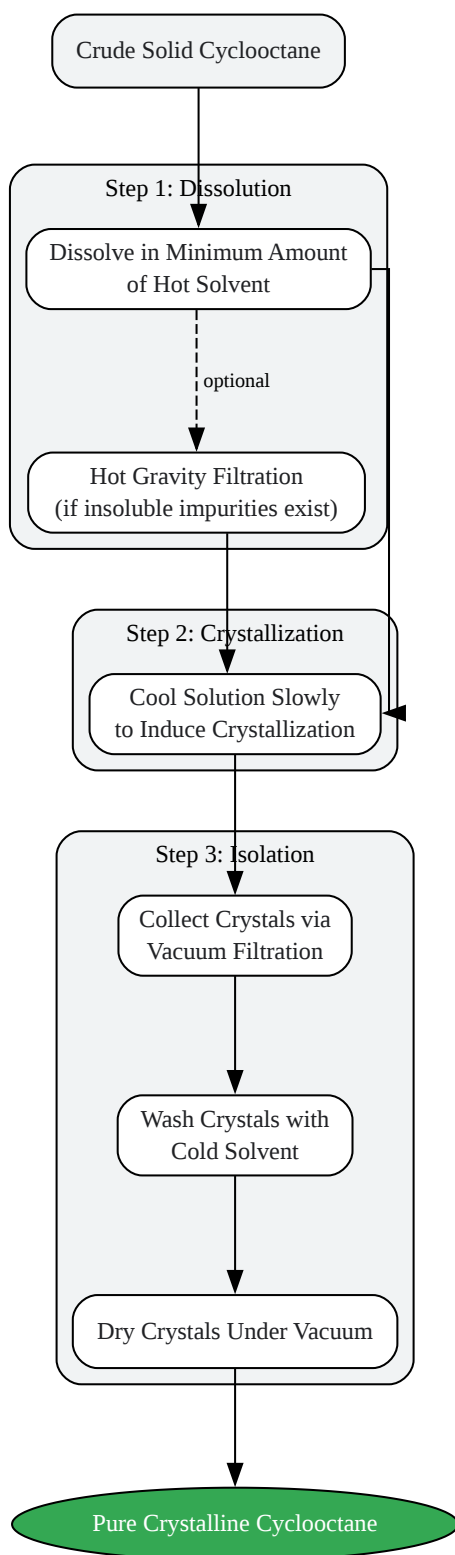 Crude Solid Cyclooctane
Step 1: Dissolution
Dissolve in Minimum Amount
of Hot Solvent
optional
Hot Gravity Filtration
(if insoluble impurities exist)
Step 2: Crystallization
Cool Solution Slowly
to Induce Crystallization
Step 3: Isolation
Collect Crystals via
Vacuum Filtration
Wash Crystals with
Cold Solvent
Dry Crystals Under Vacuum
Pure Crystalline Cyclooctane